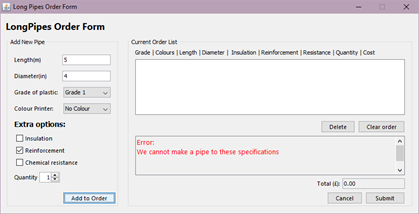 LongPipes Order Form
LongPipes Order Form
Add New Pipe
Length(m) 5
Diameter(in) 4
Grade of plastic: Grade 1
Colour Printer: No Colour
Extra options:
Insulation
Reinforcement
Chemical resistance
Quantity 1
Add to Order
Current Order List
Grade | Colours | Length | Diameter | Insulation | Reinforcement | Resistance | Quantity | Cost
Delete Clear order
Error:
We cannot make a pipe to these specifications
Total (£): 0.00
Cancel Submit